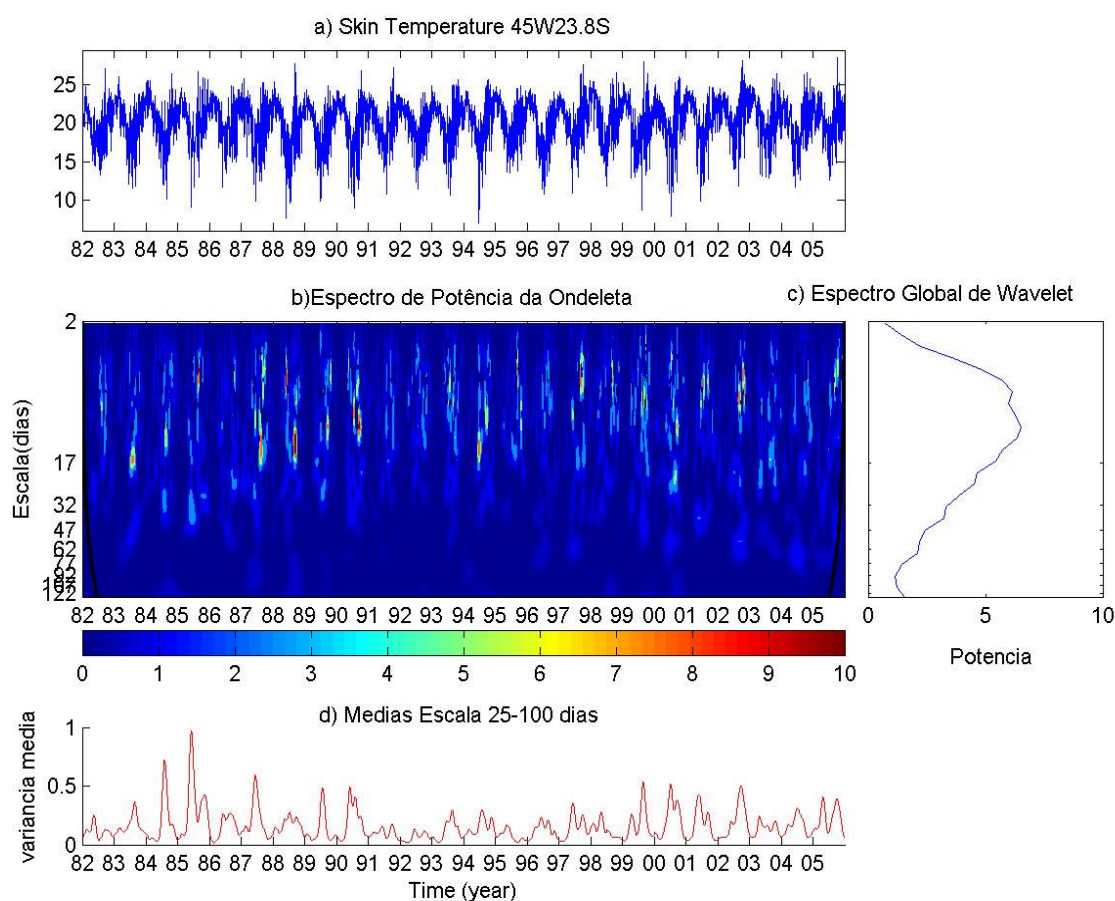 a) Skin Temperature 45W23.8S
25
20
15
10
82 83 84 85 86 87 88 89 90 91 92 93 94 95 96 97 98 99 00 01 02 03 04 05
b)Espectro de Potência da Ondeleta
Escala(dias)
2
17
32
47
62
77
92
122
82 83 84 85 86 87 88 89 90 91 92 93 94 95 96 97 98 99 00 01 02 03 04 05
0 1 2 3 4 5 6 7 8 9 10
c) Espectro Global de Wavelet
0 5 10
Potencia
d) Medias Escala 25-100 dias
variancia media
1
0.5
0
82 83 84 85 86 87 88 89 90 91 92 93 94 95 96 97 98 99 00 01 02 03 04 05
Time (year)